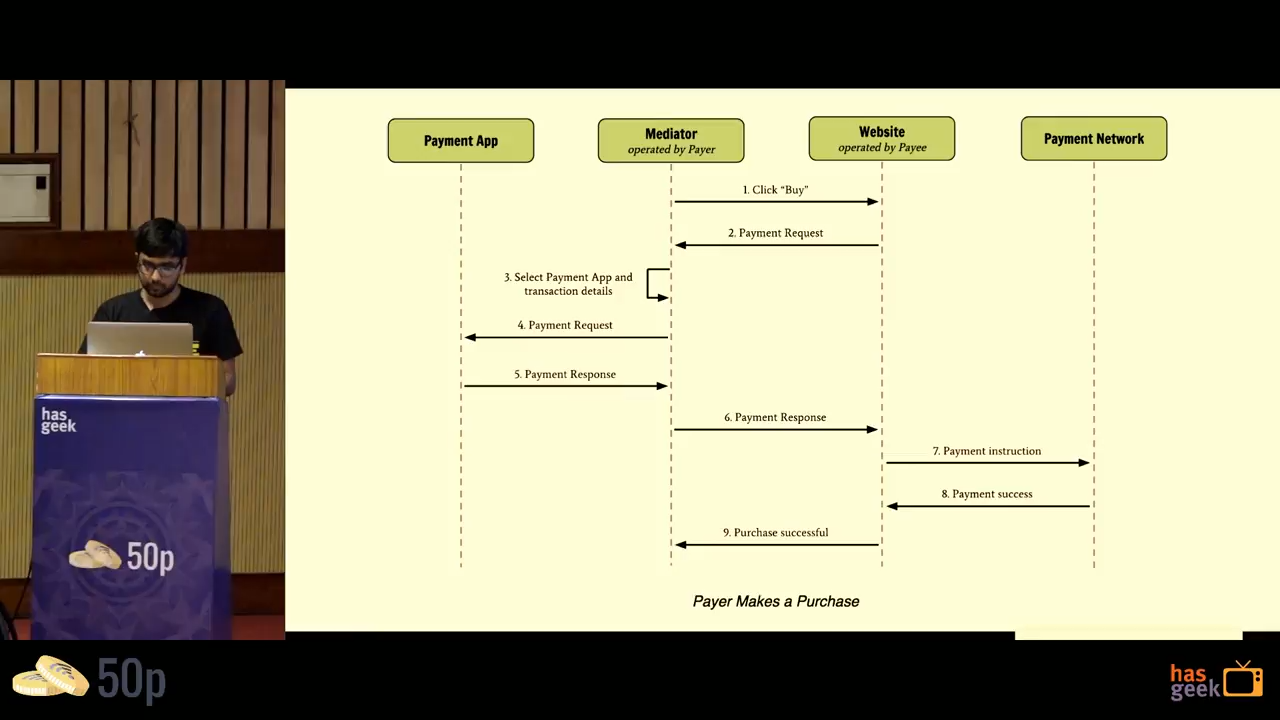 Payment App
Mediator
operated by Payer
Website
operated by Payee
Payment Network
1. Click “Buy”
2. Payment Request
3. Select Payment App and
transaction details
4. Payment Request
5. Payment Response
6. Payment Response
7. Payment instruction
8. Payment success
9. Purchase successful
Payer Makes a Purchase
has
geek
50p
50p
has
geek